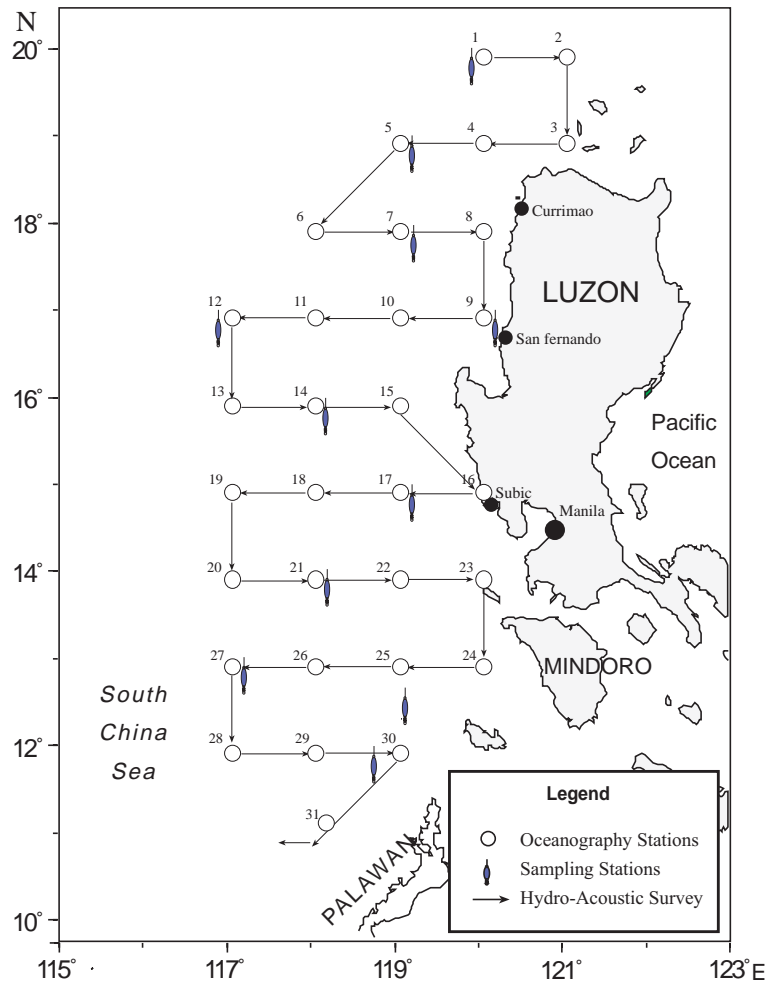 N
20°
1
2
5
4
3
18°
6
7
8
Currimao
LUZON
12
11
10
9
San fernando
16°
13
14
15
Pacific
Ocean
19
18
17
16
Subic
Manila
14°
20
21
22
23
27
26
25
24
MINDORO
South
China
Sea
12°
28
29
30
31
PALAWAN
Legend
Oceanography Stations
Sampling Stations
Hydro-Acoustic Survey
10°
115°
117°
119°
121°
123°E